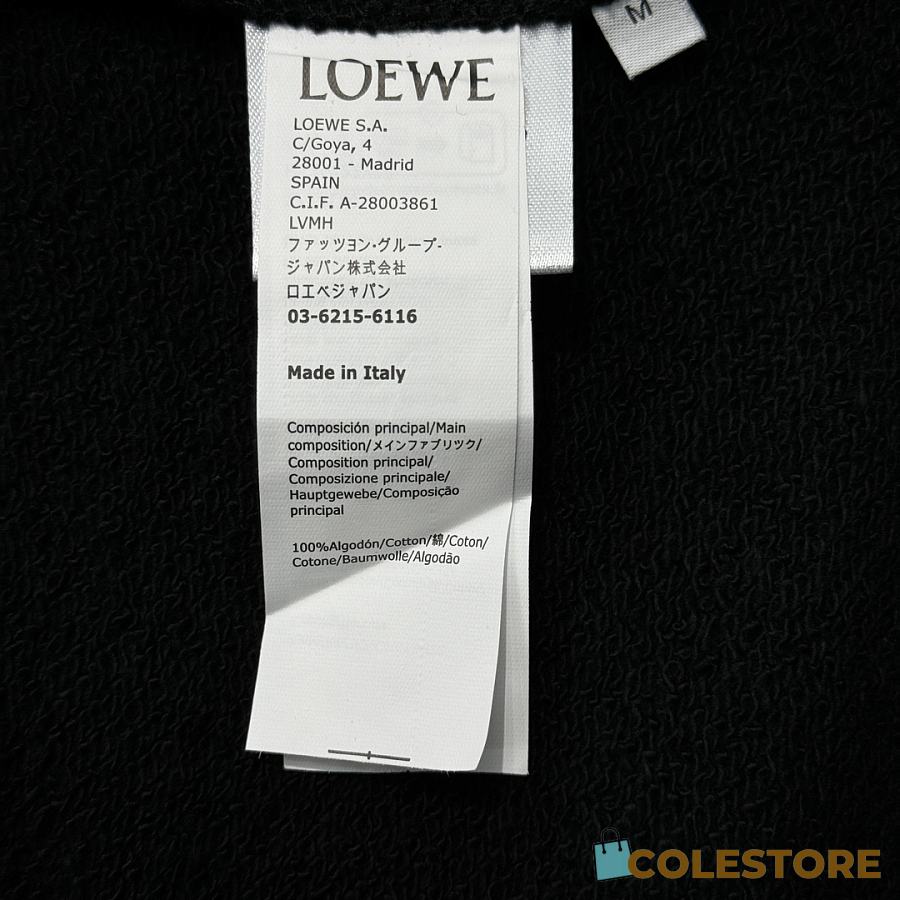 M
LOEWE
LOEWE S.A.
C/Goya, 4
28001 - Madrid
SPAIN
C.I.F. A-28003861
LVMH
ファッツヨン·グループ-
ジャパン株式会社
ロエベジャパン
03-6215-6116
Made in Italy
Composición principal/Main
composition/メインファブリツク/
Composition principal/
Composizione principale/
Hauptgewebe/Composição
principal
100%Algodón/Cotton/綿/Coton/
Cotone/Baumwolle/Algodão
COLESTORE